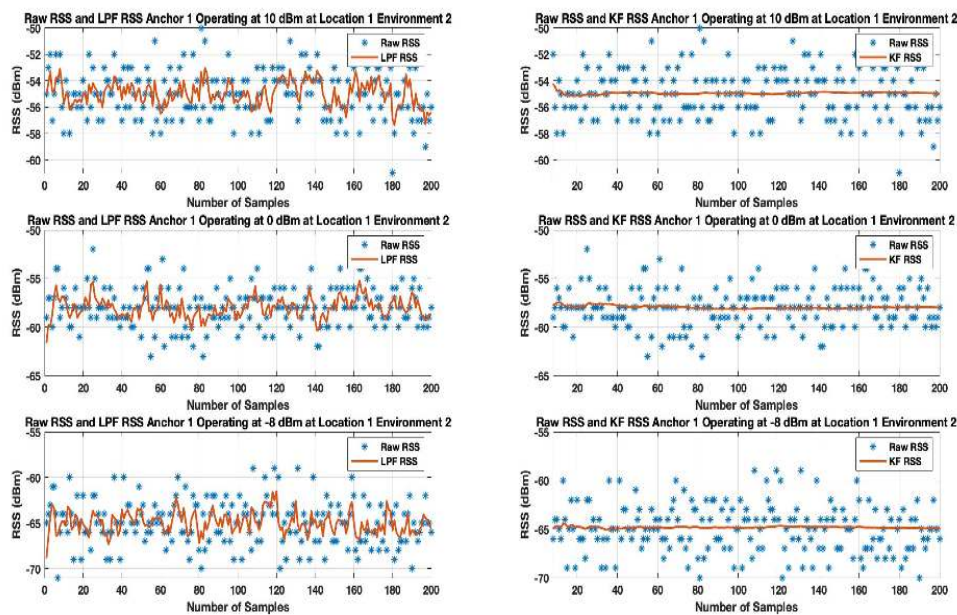 Raw RSS and LPF RSS Anchor 1 Operating at 10 dBm at Location 1 Environment 2
-50
-52
-54
-56
-58
-60
RSS (dBm)
Raw RSS
LPF RSS
0 20 40 60 80 100 120 140 160 180 200
Number of Samples
Raw RSS and KF RSS Anchor 1 Operating at 10 dBm at Location 1 Environment 2
-50
-52
-54
-56
-58
-60
RSS (dBm)
Raw RSS
KF RSS
20 40 60 80 100 120 140 160 180 200
Number of Samples
Raw RSS and LPF RSS Anchor 1 Operating at 0 dBm at Location 1 Environment 2
-50
-55
-60
-65
RSS (dBm)
Raw RSS
LPF RSS
0 20 40 60 80 100 120 140 160 180 200
Number of Samples
Raw RSS and KF RSS Anchor 1 Operating at 0 dBm at Location 1 Environment 2
-50
-55
-60
-65
RSS (dBm)
Raw RSS
KF RSS
20 40 60 80 100 120 140 160 180 200
Number of Samples
Raw RSS and LPF RSS Anchor 1 Operating at -8 dBm at Location 1 Environment 2
-55
-60
-65
-70
RSS (dBm)
Raw RSS
LPF RSS
0 20 40 60 80 100 120 140 160 180 200
Number of Samples
Raw RSS and KF RSS Anchor 1 Operating at -8 dBm at Location 1 Environment 2
-55
-60
-65
-70
RSS (dBm)
Raw RSS
KF RSS
20 40 60 80 100 120 140 160 180 200
Number of Samples